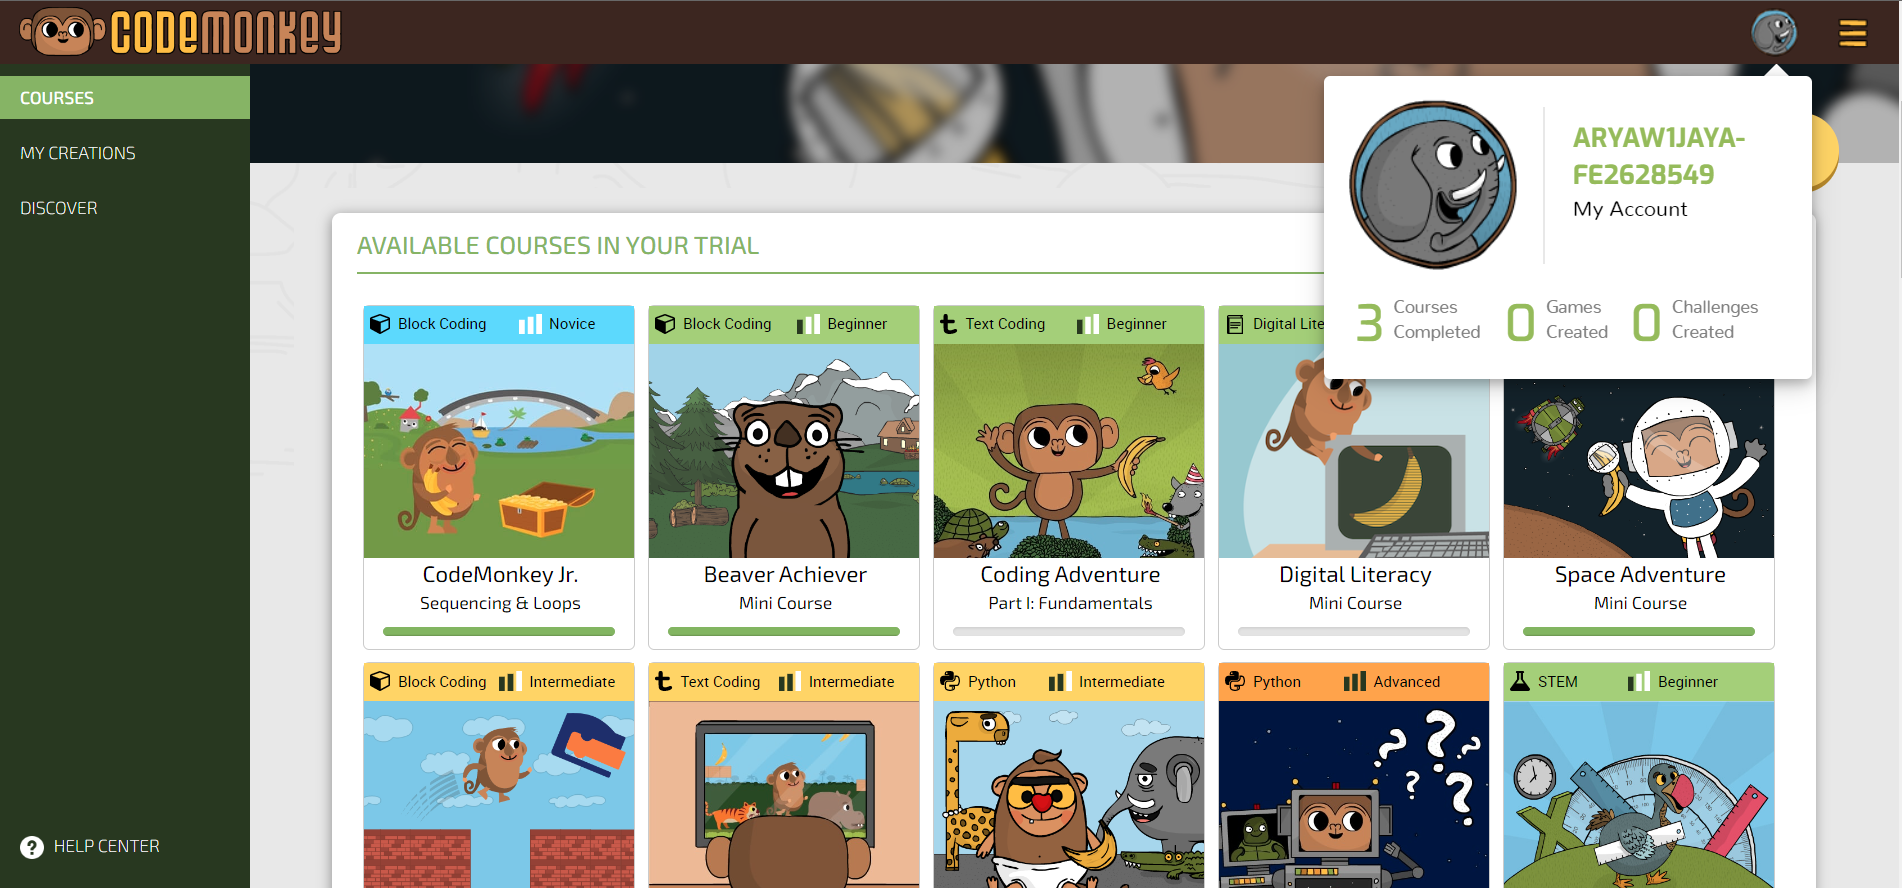 CODEMONKEY
COURSES
MY CREATIONS
DISCOVER
HELP CENTER
ARYAW1JAYA-
FE2628549
My Account
3 Courses Completed
0 Games Created
0 Challenges Created
AVAILABLE COURSES IN YOUR TRIAL
Block Coding Novice
CodeMonkey Jr.
Sequencing & Loops
Block Coding Beginner
Beaver Achiever
Mini Course
Text Coding Beginner
Coding Adventure
Part I: Fundamentals
Digital Lite
Digital Literacy
Mini Course
Space Adventure
Mini Course
Block Coding Intermediate
Text Coding Intermediate
Python Intermediate
Python Advanced
? ? ? ? ?
STEM Beginner